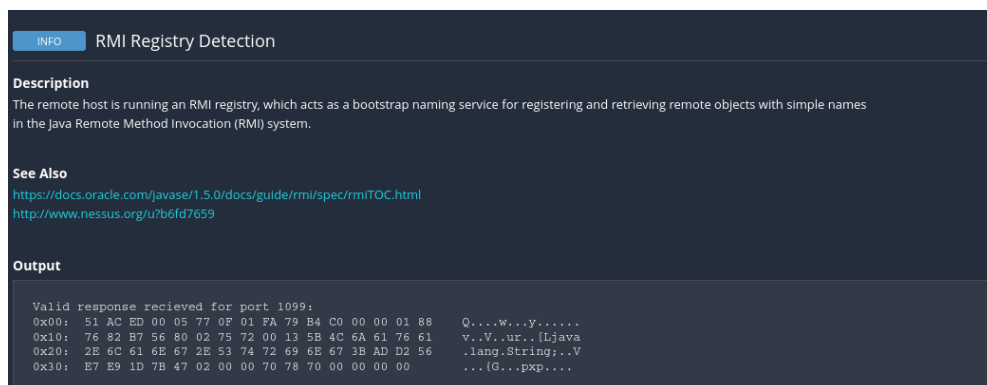 INFO RMI Registry Detection
Description
The remote host is running an RMI registry, which acts as a bootstrap naming service for registering and retrieving remote objects with simple names
in the Java Remote Method Invocation (RMI) system.
See Also
https://docs.oracle.com/javase/1.5.0/docs/guide/rmi/spec/rmiTOC.html
http://www.nessus.org/u?b6fd7659
Output
Valid response recieved for port 1099:
0x00: 51 AC ED 00 05 77 0F 01 FA 79 B4 C0 00 00 01 88 Q....w...y......
0x10: 76 82 B7 56 80 02 75 72 00 13 5B 4C 6A 61 76 61 v..V..ur..[Ljava
0x20: 2E 6C 61 6E 67 2E 53 74 72 69 6E 67 3B AD D2 56 .lang.String;..V
0x30: E7 E9 1D 7B 47 02 00 00 70 78 70 00 00 00 00 ...{G...pxp....